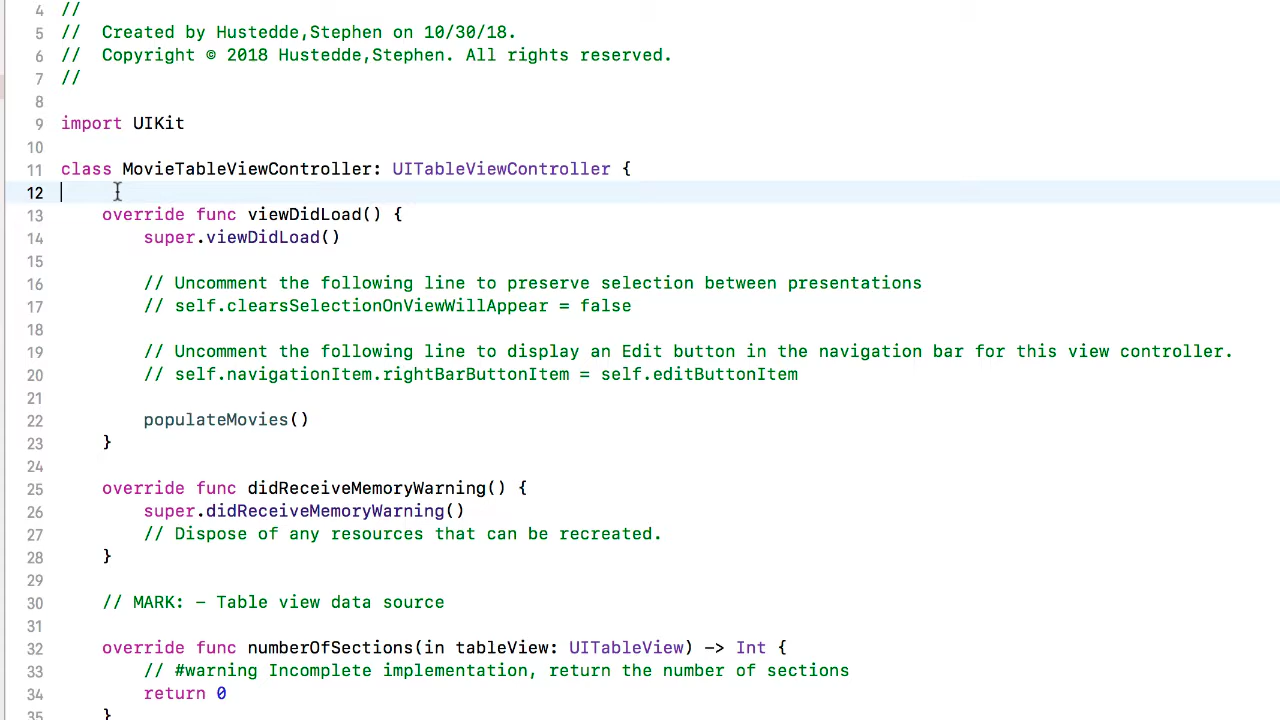 4 //
5 // Created by Hustedde,Stephen on 10/30/18.
6 // Copyright © 2018 Hustedde,Stephen. All rights reserved.
7 //
8
9 import UIKit
10
11 class MovieTableViewController: UITableViewController {
12
13 override func viewDidLoad() {
14 super.viewDidLoad()
15
16 // Uncomment the following line to preserve selection between presentations
17 // self.clearsSelectionOnViewWillAppear = false
18
19 // Uncomment the following line to display an Edit button in the navigation bar for this view controller.
20 // self.navigationItem.rightBarButtonItem = self.editButtonItem
21
22 populateMovies()
23 }
24
25 override func didReceiveMemoryWarning() {
26 super.didReceiveMemoryWarning()
27 // Dispose of any resources that can be recreated.
28 }
29
30 // MARK: - Table view data source
31
32 override func numberOfSections(in tableView: UITableView) -> Int {
33 // #warning Incomplete implementation, return the number of sections
34 return 0
35 }